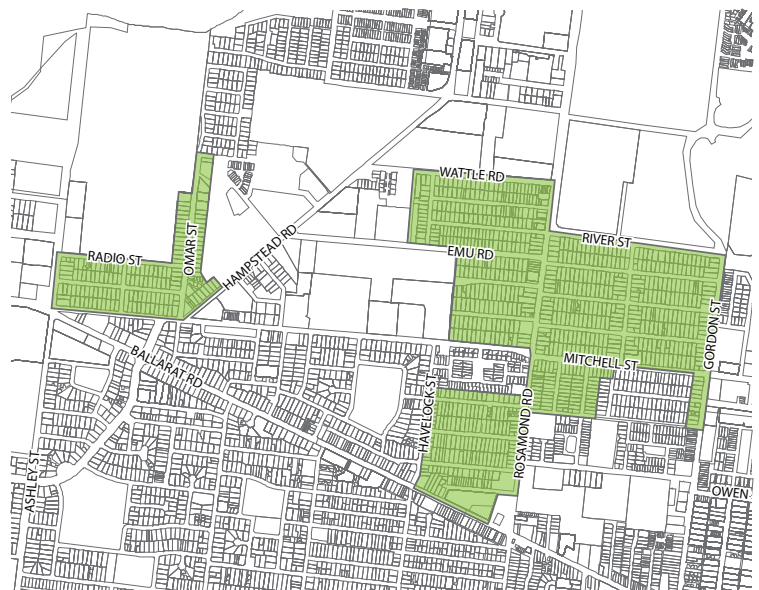 WATTLE RD
RIVER ST
OMAR ST
HAMPSTEAD RD
EMU RD
RADIO ST
GORDON ST
BALLARAT RD
MITCHELL ST
HAVELOCK ST
ROSAMOND RD
ASHLEY ST
OWEN